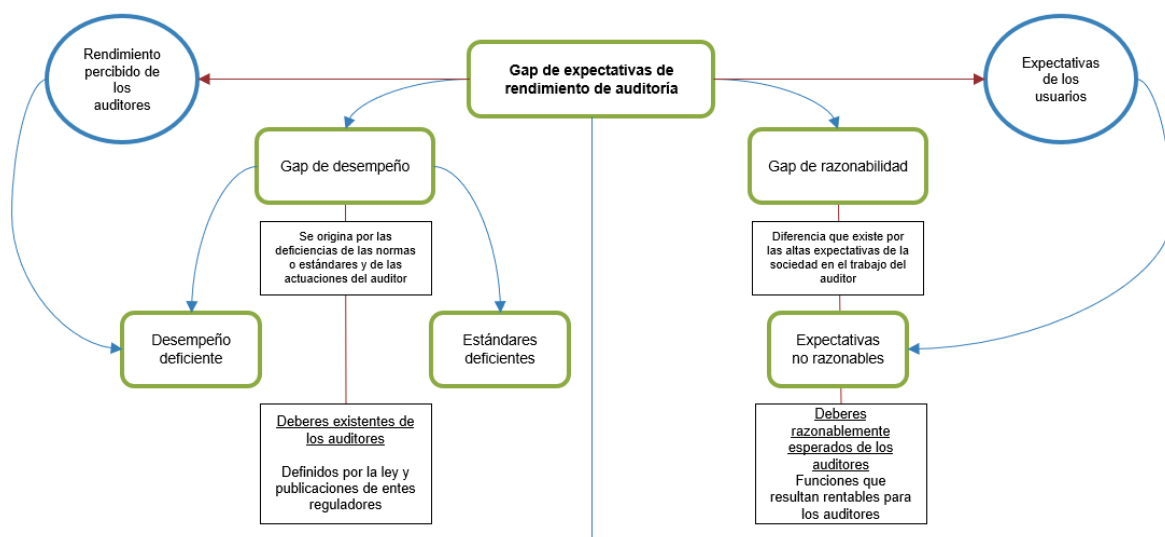 Rendimiento
percibido de
los
auditores
Gap de expectativas de
rendimiento de auditoría
Expectativas
de los
usuarios
Gap de desempeño
Gap de razonabilidad
Se origina por las
deficiencias de las normas
o estándares y de las
actuaciones del auditor
Diferencia que existe por
las altas expectativas de la
sociedad en el trabajo del
auditor
Desempeño
deficiente
Estándares
deficientes
Expectativas
no razonables
Deberes existentes de
los auditores
Definidos por la ley y
publicaciones de entes
reguladores
Deberes
razonablemente
esperados de los
auditores
Funciones que
resultan rentables para
los auditores